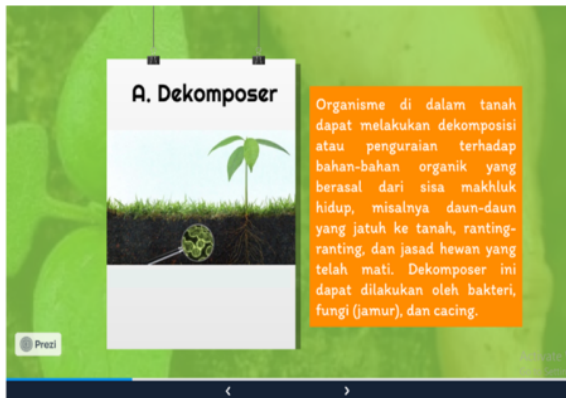 A. Dekomposer
Organisme di dalam tanah
dapat melakukan dekomposisi
atau penguraian terhadap
bahan-bahan organik yang
berasal dari sisa makhluk
hidup, misalnya daun-daun
yang jatuh ke tanah, ranting-
ranting, dan jasad hewan yang
telah mati. Dekomposer ini
dapat dilakukan oleh bakteri,
fungi (jamur), dan cacing.
Prezi